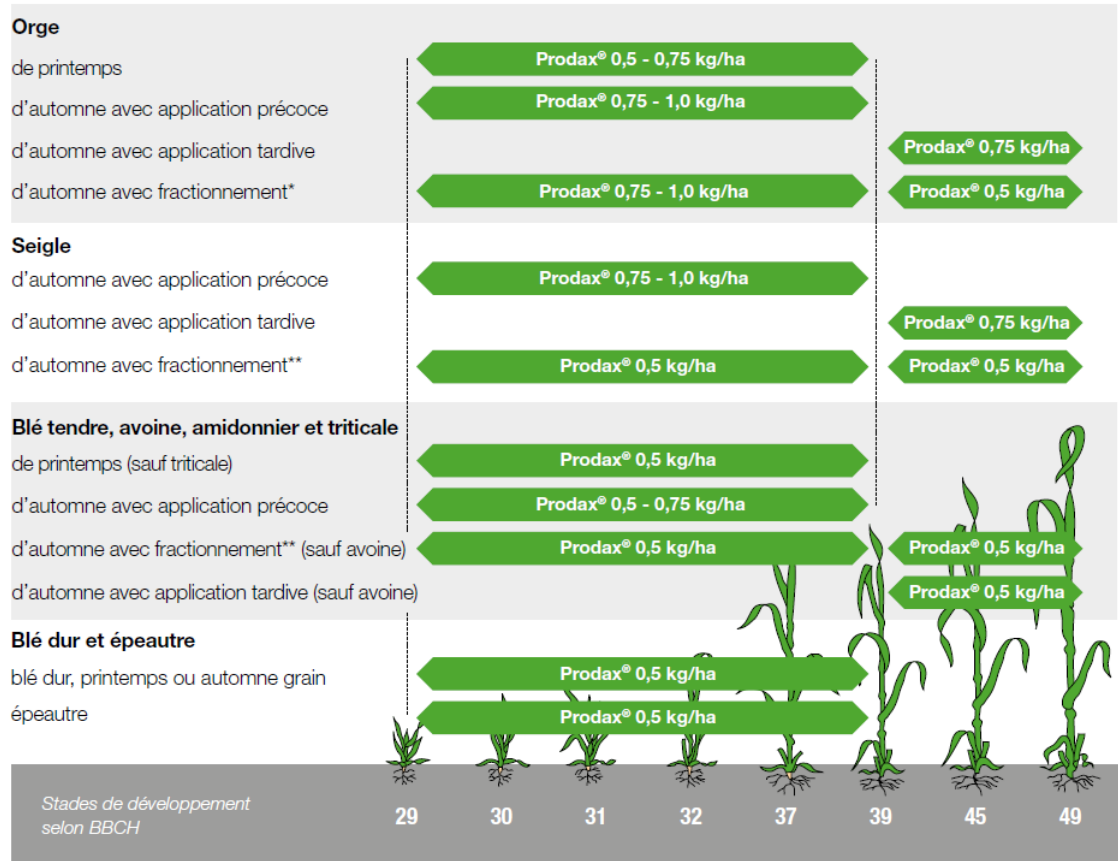 Orge
de printemps
Prodax® 0,5 - 0,75 kg/ha
d'automne avec application précoce
Prodax® 0,75 - 1,0 kg/ha
d'automne avec application tardive
Prodax® 0,75 kg/ha
d'automne avec fractionnement*
Prodax® 0,75 - 1,0 kg/ha
Prodax® 0,5 kg/ha
Seigle
d'automne avec application précoce
Prodax® 0,75 - 1,0 kg/ha
d'automne avec application tardive
Prodax® 0,75 kg/ha
d'automne avec fractionnement**
Prodax® 0,5 kg/ha
Prodax® 0,5 kg/ha
Blé tendre, avoine, amidonnier et triticale
de printemps (sauf triticale)
Prodax® 0,5 kg/ha
d'automne avec application précoce
Prodax® 0,5 - 0,75 kg/ha
d'automne avec fractionnement** (sauf avoine)
Prodax® 0,5 kg/ha
Prodax® 0,5 kg/ha
d'automne avec application tardive (sauf avoine)
Prodax® 0,5 kg/ha
Blé dur et épeautre
blé dur, printemps ou automne grain
Prodax® 0,5 kg/ha
épeautre
Prodax® 0,5 kg/ha
Stades de développement
selon BBCH
29 30 31 32 37 39 45 49